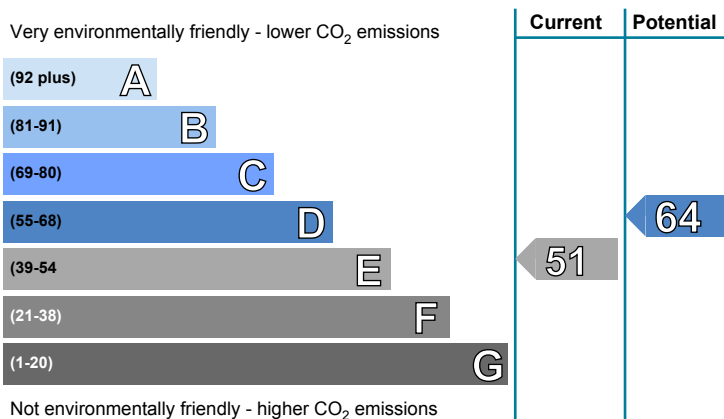 Very environmentally friendly - lower CO2 emissions
Current
Potential
(92 plus) A
(81-91) B
(69-80) C
(55-68) D
64
(39-54 E
51
(21-38) F
(1-20) G
Not environmentally friendly - higher CO2 emissions